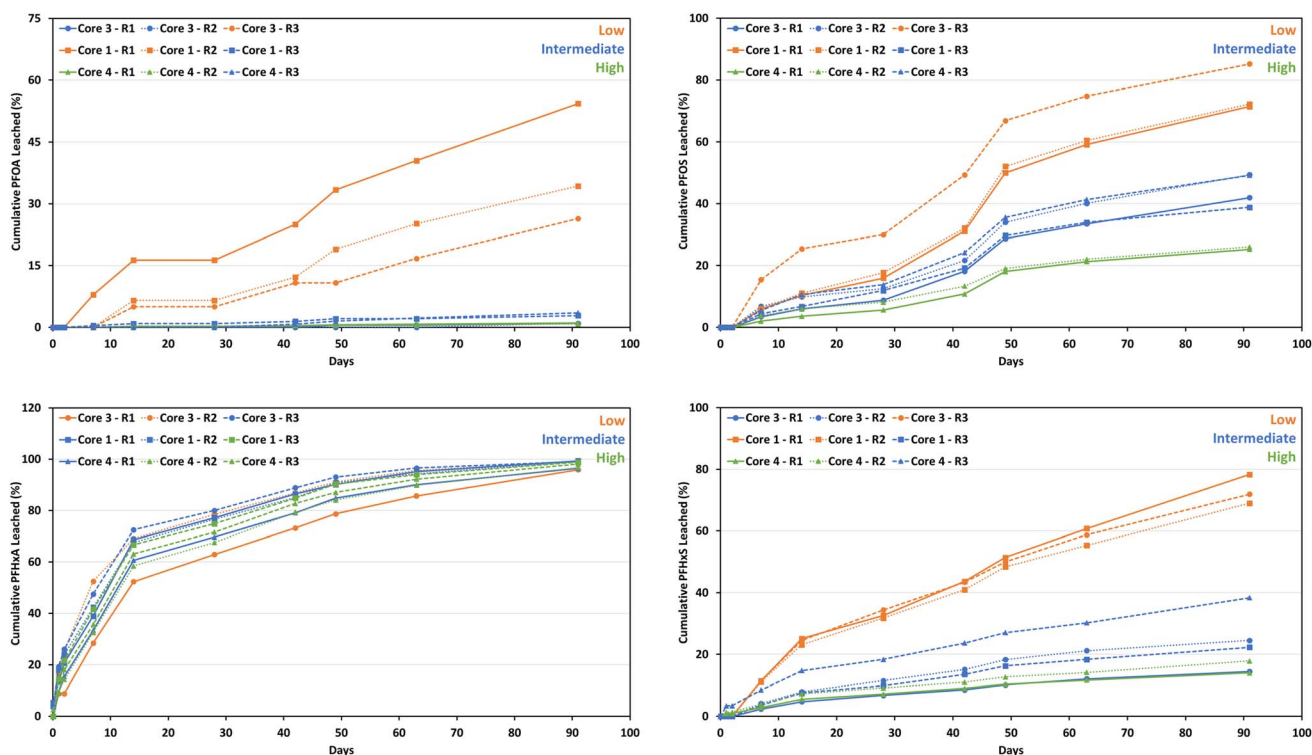 75
60
45
30
15
0
Cumulative PFOA Leached (%)
Core 3 - R1 Core 3 - R2 Core 3 - R3
Core 1 - R1 Core 1 - R2 Core 1 - R3
Core 4 - R1 Core 4 - R2 Core 4 - R3
Low
Intermediate
High
0 10 20 30 40 50 60 70 80 90 100
Days
100
80
60
40
20
0
Cumulative PFOS Leached (%)
Core 3 - R1 Core 3 - R2 Core 3 - R3
Core 1 - R1 Core 1 - R2 Core 1 - R3
Core 4 - R1 Core 4 - R2 Core 4 - R3
Low
Intermediate
High
0 10 20 30 40 50 60 70 80 90 100
Days
120
100
80
60
40
20
0
Cumulative PFHxA Leached (%)
Core 3 - R1 Core 3 - R2 Core 3 - R3
Core 1 - R1 Core 1 - R2 Core 1 - R3
Core 4 - R1 Core 4 - R2 Core 4 - R3
Low
Intermediate
High
0 10 20 30 40 50 60 70 80 90 100
Days
100
80
60
40
20
0
Cumulative PFHxS Leached (%)
Core 3 - R1 Core 3 - R2 Core 3 - R3
Core 1 - R1 Core 1 - R2 Core 1 - R3
Core 4 - R1 Core 4 - R2 Core 4 - R3
Low
Intermediate
High
0 10 20 30 40 50 60 70 80 90 100
Days